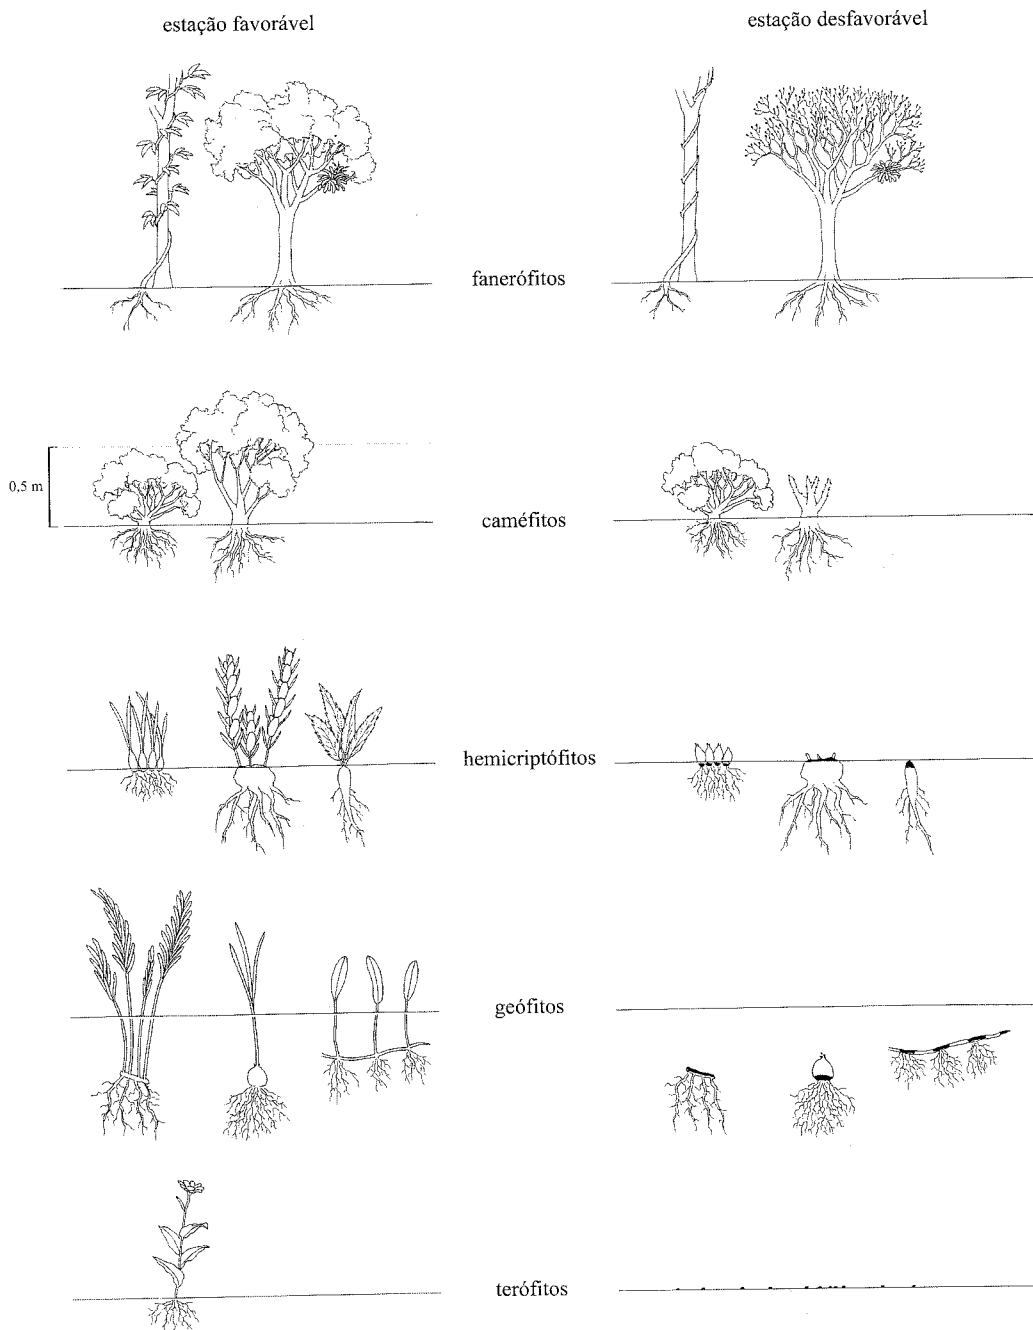 estação favorável
estação desfavorável
fanerófitos
0,5 m
caméfitos
hemicriptófitos
geófitos
terófitos